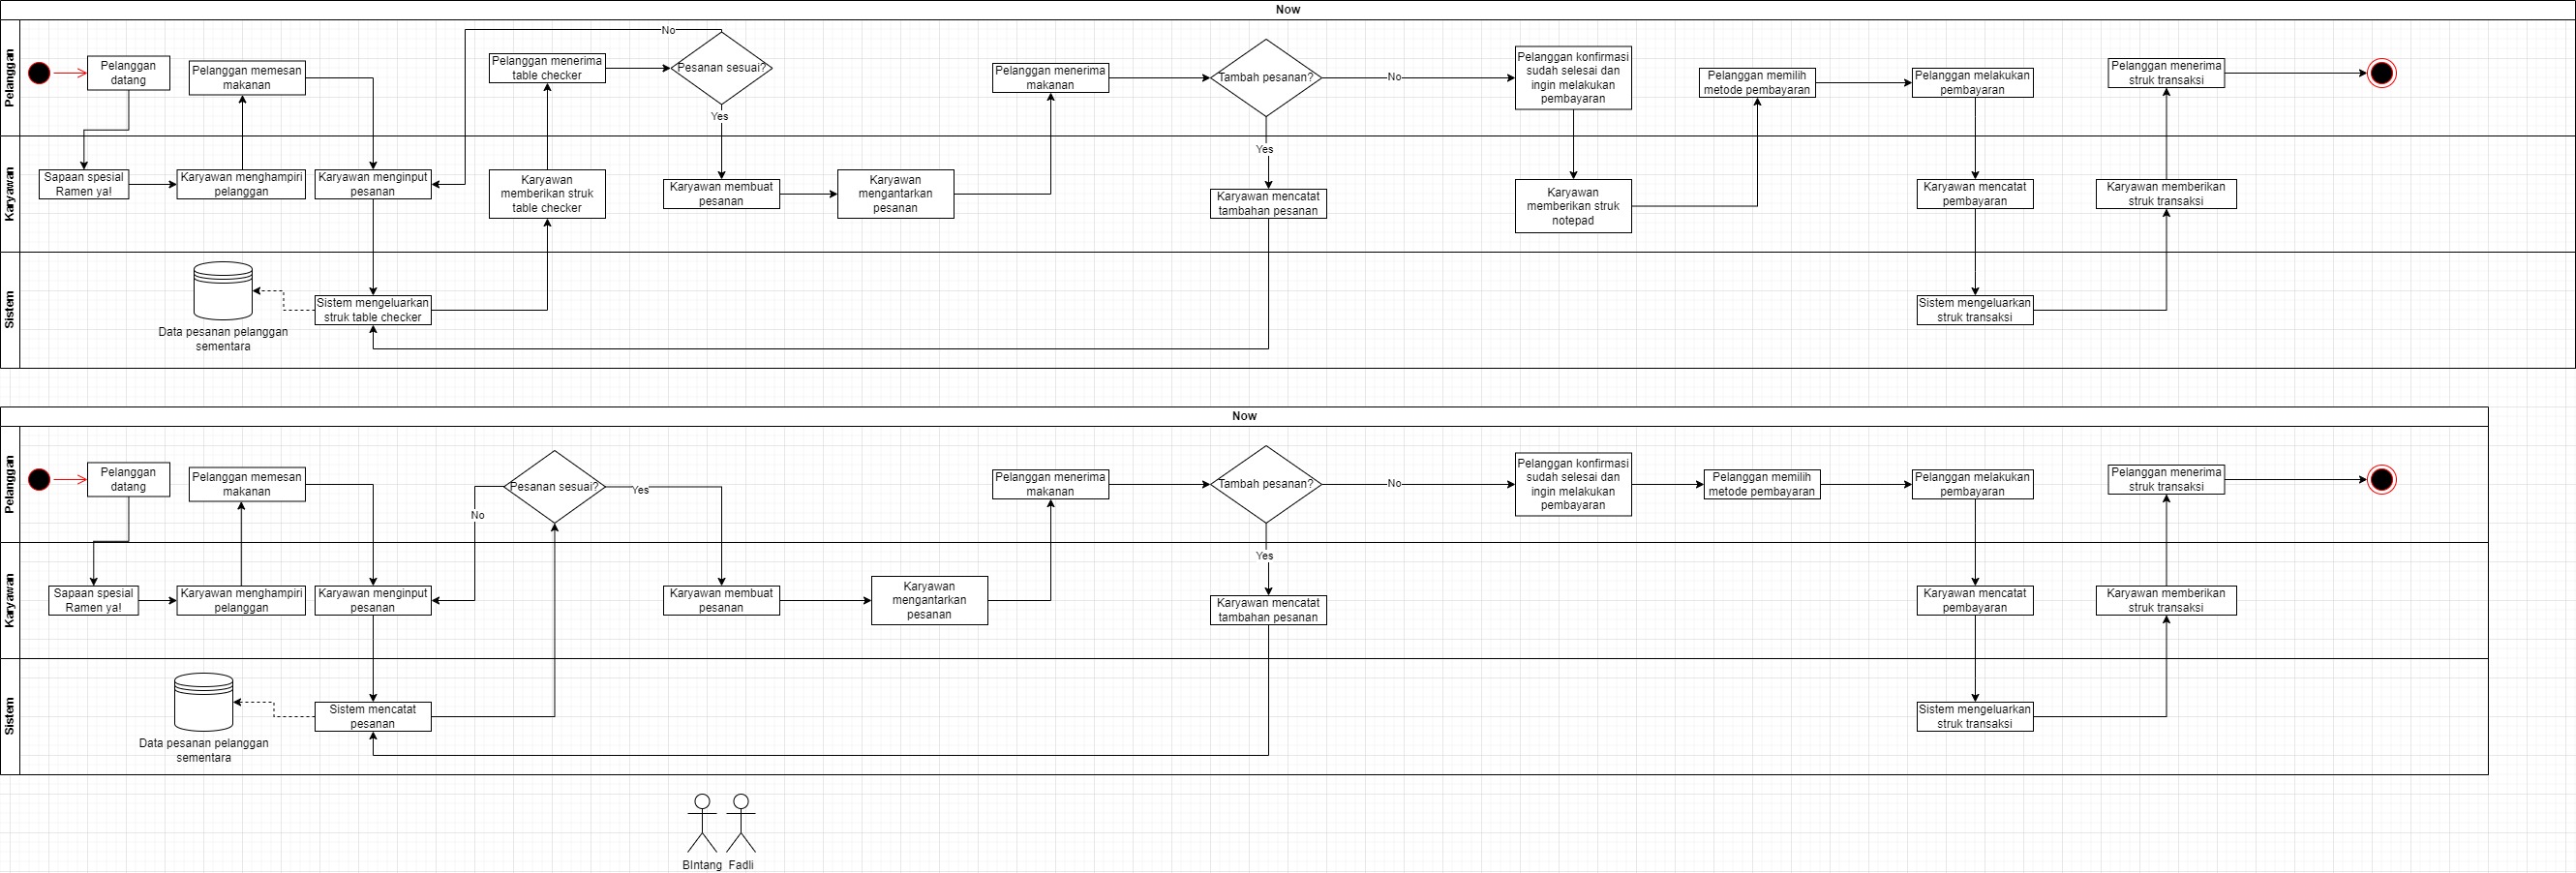 Now
Pelanggan
Pelanggan
datang
Pelanggan memesan
makanan
Pelanggan menerima
table checker
No
Pesanan sesuai?
Yes
Pelanggan menerima
makanan
Tambah pesanan?
No
Yes
Pelanggan konfirmasi
sudah selesai dan
ingin melakukan
pembayaran
Pelanggan memilih
metode pembayaran
Pelanggan melakukan
pembayaran
Pelanggan menerima
struk transaksi
Karyawan
Sapaan spesial
Ramen ya!
Karyawan menghampiri
pelanggan
Karyawan menginput
pesanan
Karyawan
memberikan struk
table checker
Karyawan membuat
pesanan
Karyawan
mengantarkan
pesanan
Karyawan mencatat
tambahan pesanan
Karyawan
memberikan struk
notepad
Karyawan mencatat
pembayaran
Karyawan memberikan
struk transaksi
Sistem
Data pesanan pelanggan
sementara
Sistem mengeluarkan
struk table checker
Sistem mengeluarkan
struk transaksi
Now
Pelanggan
Pelanggan
datang
Pelanggan memesan
makanan
No
Pesanan sesuai?
Yes
Pelanggan menerima
makanan
Tambah pesanan?
No
Yes
Pelanggan konfirmasi
sudah selesai dan
ingin melakukan
pembayaran
Pelanggan memilih
metode pembayaran
Pelanggan melakukan
pembayaran
Pelanggan menerima
struk transaksi
Karyawan
Sapaan spesial
Ramen ya!
Karyawan menghampiri
pelanggan
Karyawan menginput
pesanan
Karyawan membuat
pesanan
Karyawan
mengantarkan
pesanan
Karyawan mencatat
tambahan pesanan
Karyawan mencatat
pembayaran
Karyawan memberikan
struk transaksi
Sistem
Data pesanan pelanggan
sementara
Sistem mencatat
pesanan
Sistem mengeluarkan
struk transaksi
BIntang
Fadli